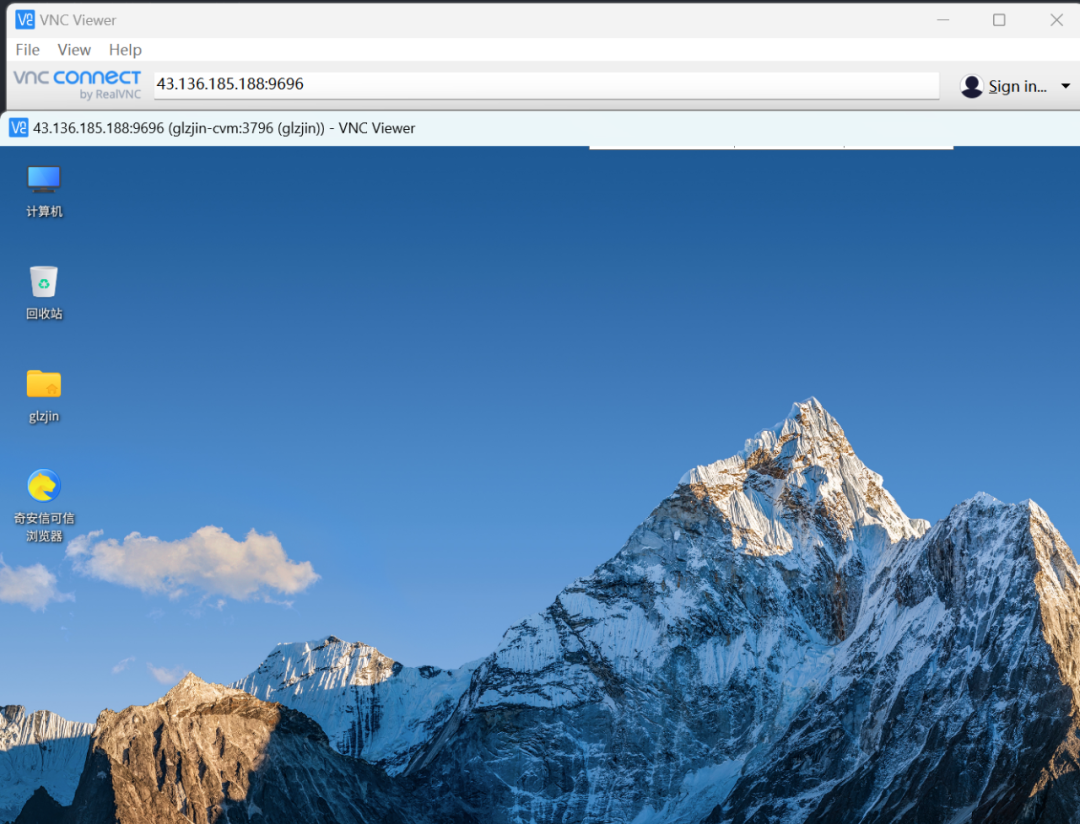 VNC Viewer
File View Help
vnc connect
by RealVNC
43.136.185.188:9696
Sign in...
43.136.185.188:9696 (glzjin-cvm:3796 (glzjin)) - VNC Viewer
计算机
回收站
glzjin
奇安信可信
浏览器